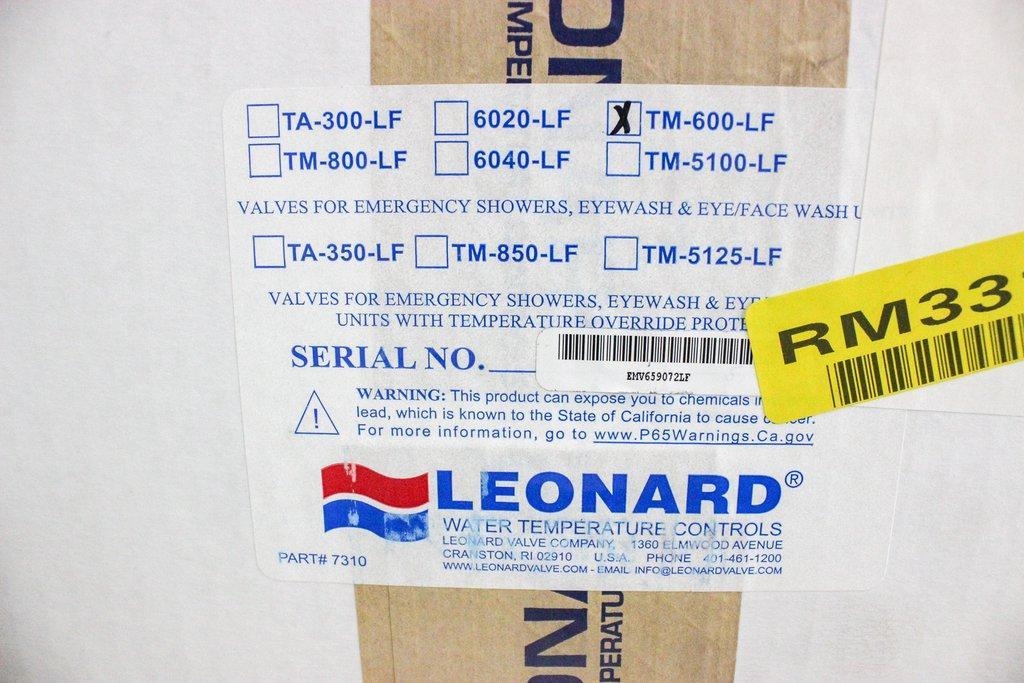 TA-300-LF 6020-LF X TM-600-LF
TM-800-LF 6040-LF TM-5100-LF
VALVES FOR EMERGENCY SHOWERS, EYEWASH & EYE/FACE WASH
TA-350-LF TM-850-LF TM-5125-LF
VALVES FOR EMERGENCY SHOWERS, EYEWASH &
UNITS WITH TEMPERATURE OVERRIDE
RM33
SERIAL NO.
EMV659072LF
WARNING: This product can expose you to chemicals
lead, which is known to the State of California to cause
For more information, go to www.P65Warnings.Ca.gov
LEONARD®
WATER TEMPERATURE CONTROLS
LEONARD VALVE COMPANY, 1360 ELMWOOD AVENUE
CRANSTON, RI 02910 U.S.A. PHONE 401-461-1200
WWW.LEONARDVALVE.COM - EMAIL INFO@LEONARDVALVE.COM
PART# 7310